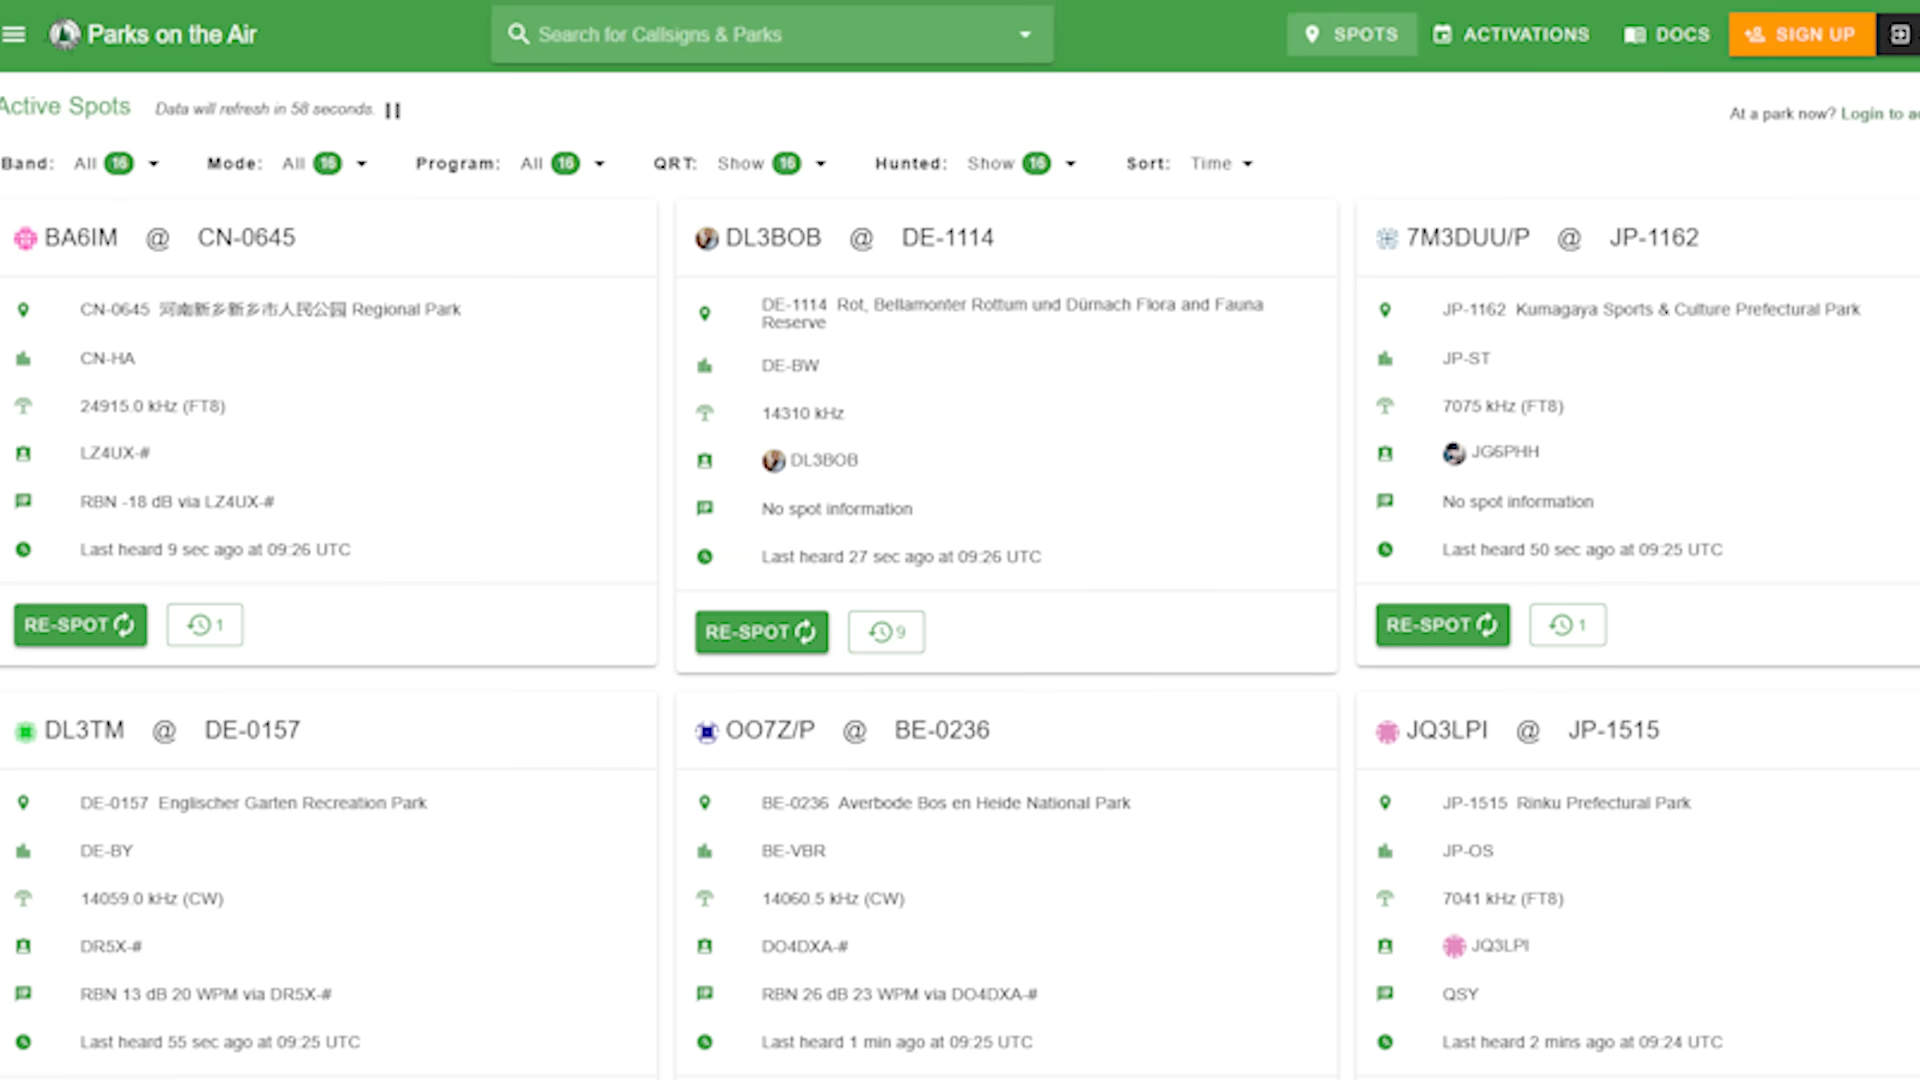 Parks on the Air
Search for Callsigns & Parks
SPOTS
ACTIVATIONS
DOCS
SIGN UP
Active Spots
Data will refresh in 58 seconds.
At a park now? Login to
Band: All 16
Mode: All 16
Program: All 16
QRT: Show 16
Hunted: Show 16
Sort: Time
BA6IM @ CN-0645
CN-0645 河南新乡新乡市人民公园 Regional Park
CN-HA
24915.0 kHz (FT8)
LZ4UX-#
RBN -18 dB via LZ4UX-#
Last heard 9 sec ago at 09:26 UTC
RE-SPOT
1
DL3BOB @ DE-1114
DE-1114 Rot, Bellamonter Rottum und Dürnach Flora and Fauna
Reserve
DE-BW
14310 kHz
DL3BOB
No spot information
Last heard 27 sec ago at 09:26 UTC
RE-SPOT
9
7M3DUU/P @ JP-1162
JP-1162 Kumagaya Sports & Culture Prefectural Park
JP-ST
7075 kHz (FT8)
JG6PHH
No spot information
Last heard 50 sec ago at 09:25 UTC
RE-SPOT
1
DL3TM @ DE-0157
DE-0157 Englischer Garten Recreation Park
DE-BY
14059.0 kHz (CW)
DR5X-#
RBN 13 dB 20 WPM via DR5X-#
Last heard 55 sec ago at 09:25 UTC
OO7Z/P @ BE-0236
BE-0236 Averbode Bos en Heide National Park
BE-VBR
14060.5 kHz (CW)
DO4DXA-#
RBN 26 dB 23 WPM via DO4DXA-#
Last heard 1 min ago at 09:25 UTC
JQ3LPI @ JP-1515
JP-1515 Rinku Prefectural Park
JP-OS
7041 kHz (FT8)
JQ3LPI
QSY
Last heard 2 mins ago at 09:24 UTC